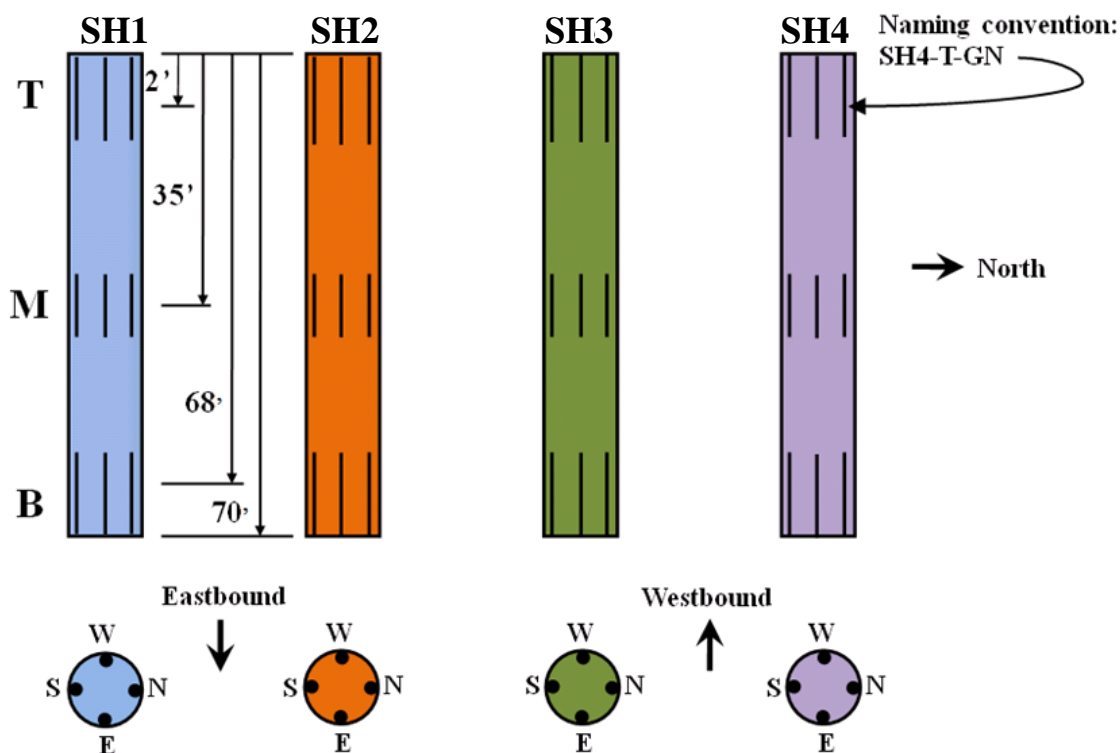 SH1 SH2 SH3 SH4
Naming convention:
SH4-T-GN
T
2’
35’
North
M
68’
B
70’
Eastbound
Westbound
W W W W
S N S N S N S N
E E E E